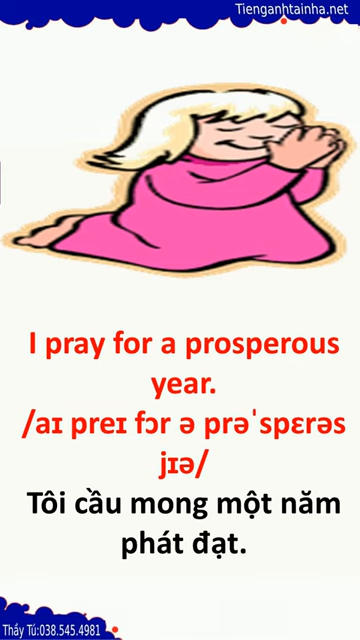 Tienganhtainha.net
I pray for a prosperous
year.
/aɪ preɪ fɔr ə prəˈspɛrəs
jɪə/
Tôi cầu mong một năm
phát đạt.
Thầy Tú:038.545.4981